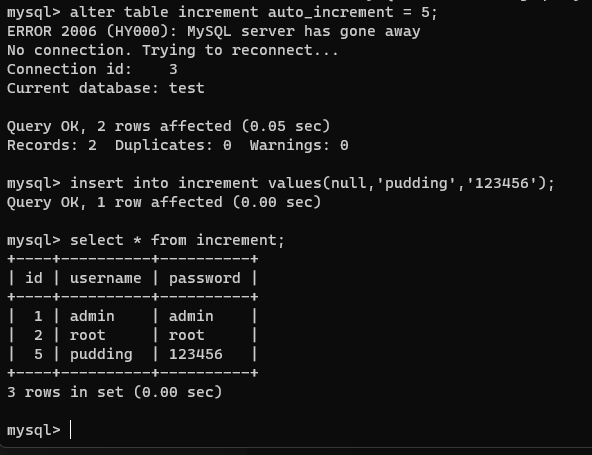 mysql> alter table increment auto_increment = 5;
ERROR 2006 (HY000): MySQL server has gone away
No connection. Trying to reconnect...
Connection id:    3
Current database: test

Query OK, 2 rows affected (0.05 sec)
Records: 2  Duplicates: 0  Warnings: 0

mysql> insert into increment values(null,'pudding','123456');
Query OK, 1 row affected (0.00 sec)

mysql> select * from increment;
+----+----------+----------+
| id | username | password |
+----+----------+----------+
|  1 | admin    | admin    |
|  2 | root     | root     |
|  5 | pudding  | 123456   |
+----+----------+----------+
3 rows in set (0.00 sec)

mysql>